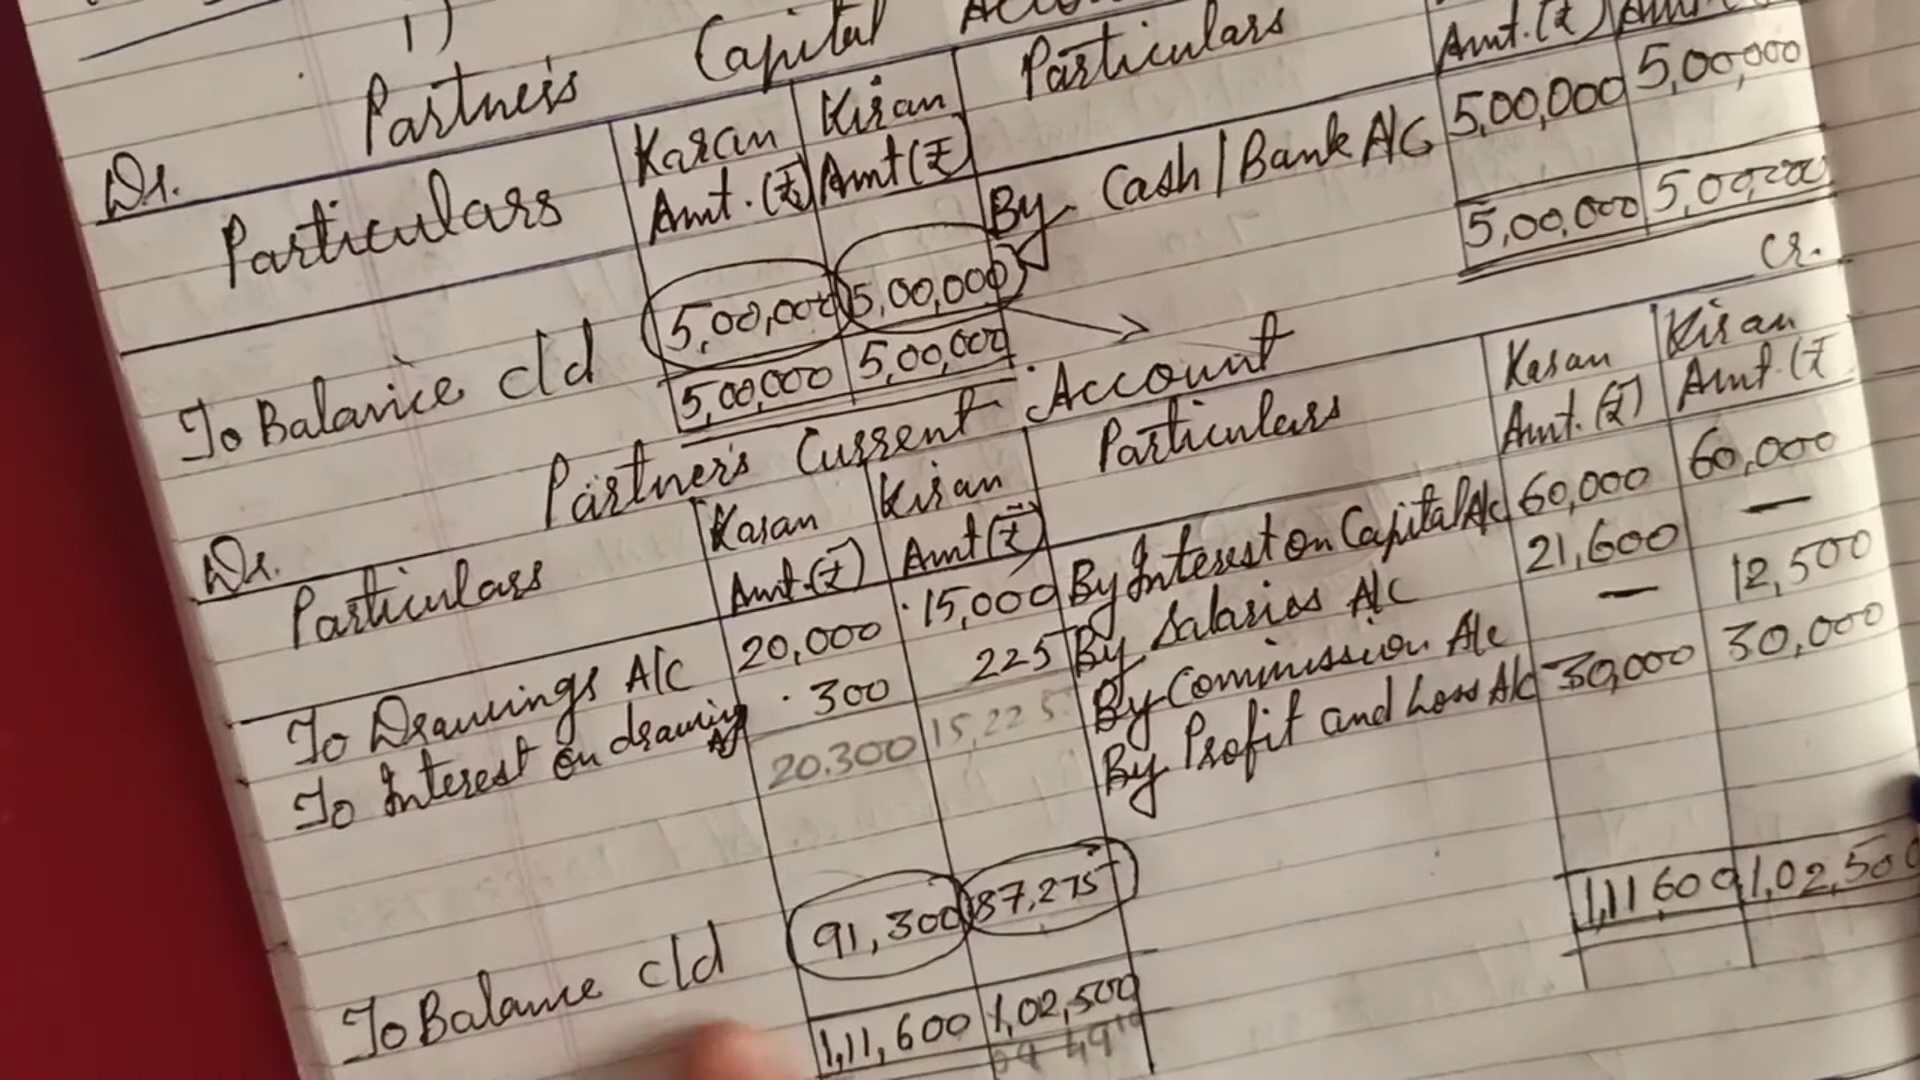 1)
Partner's Capital
Dr.
Particulars Karan Amt.(₹) Kiran Amt(₹) Particulars Amt.(₹)
By Cash/Bank A/C 5,00,000 5,00,000
To Balance c/d 5,00,000 5,00,000
5,00,000 5,00,000 5,00,000 5,00,000
Partner's Current Account
Dr. Cr.
Particulars Karan Amt.(₹) Kiran Amt(₹) Particulars Karan Amt.(₹) Kiran Amt.(₹
To Drawings A/c 20,000 15,000 By Interest on Capital A/c 60,000 60,000
To Interest on drawing 300 225 By Salaries A/c 21,600 —
20.300 15,225 By Commission A/c — 12,500
By Profit and Loss A/c 30,000 30,000
To Balance c/d 91,300 87,275
1,11,600 1,02,500 1,11,600 1,02,500